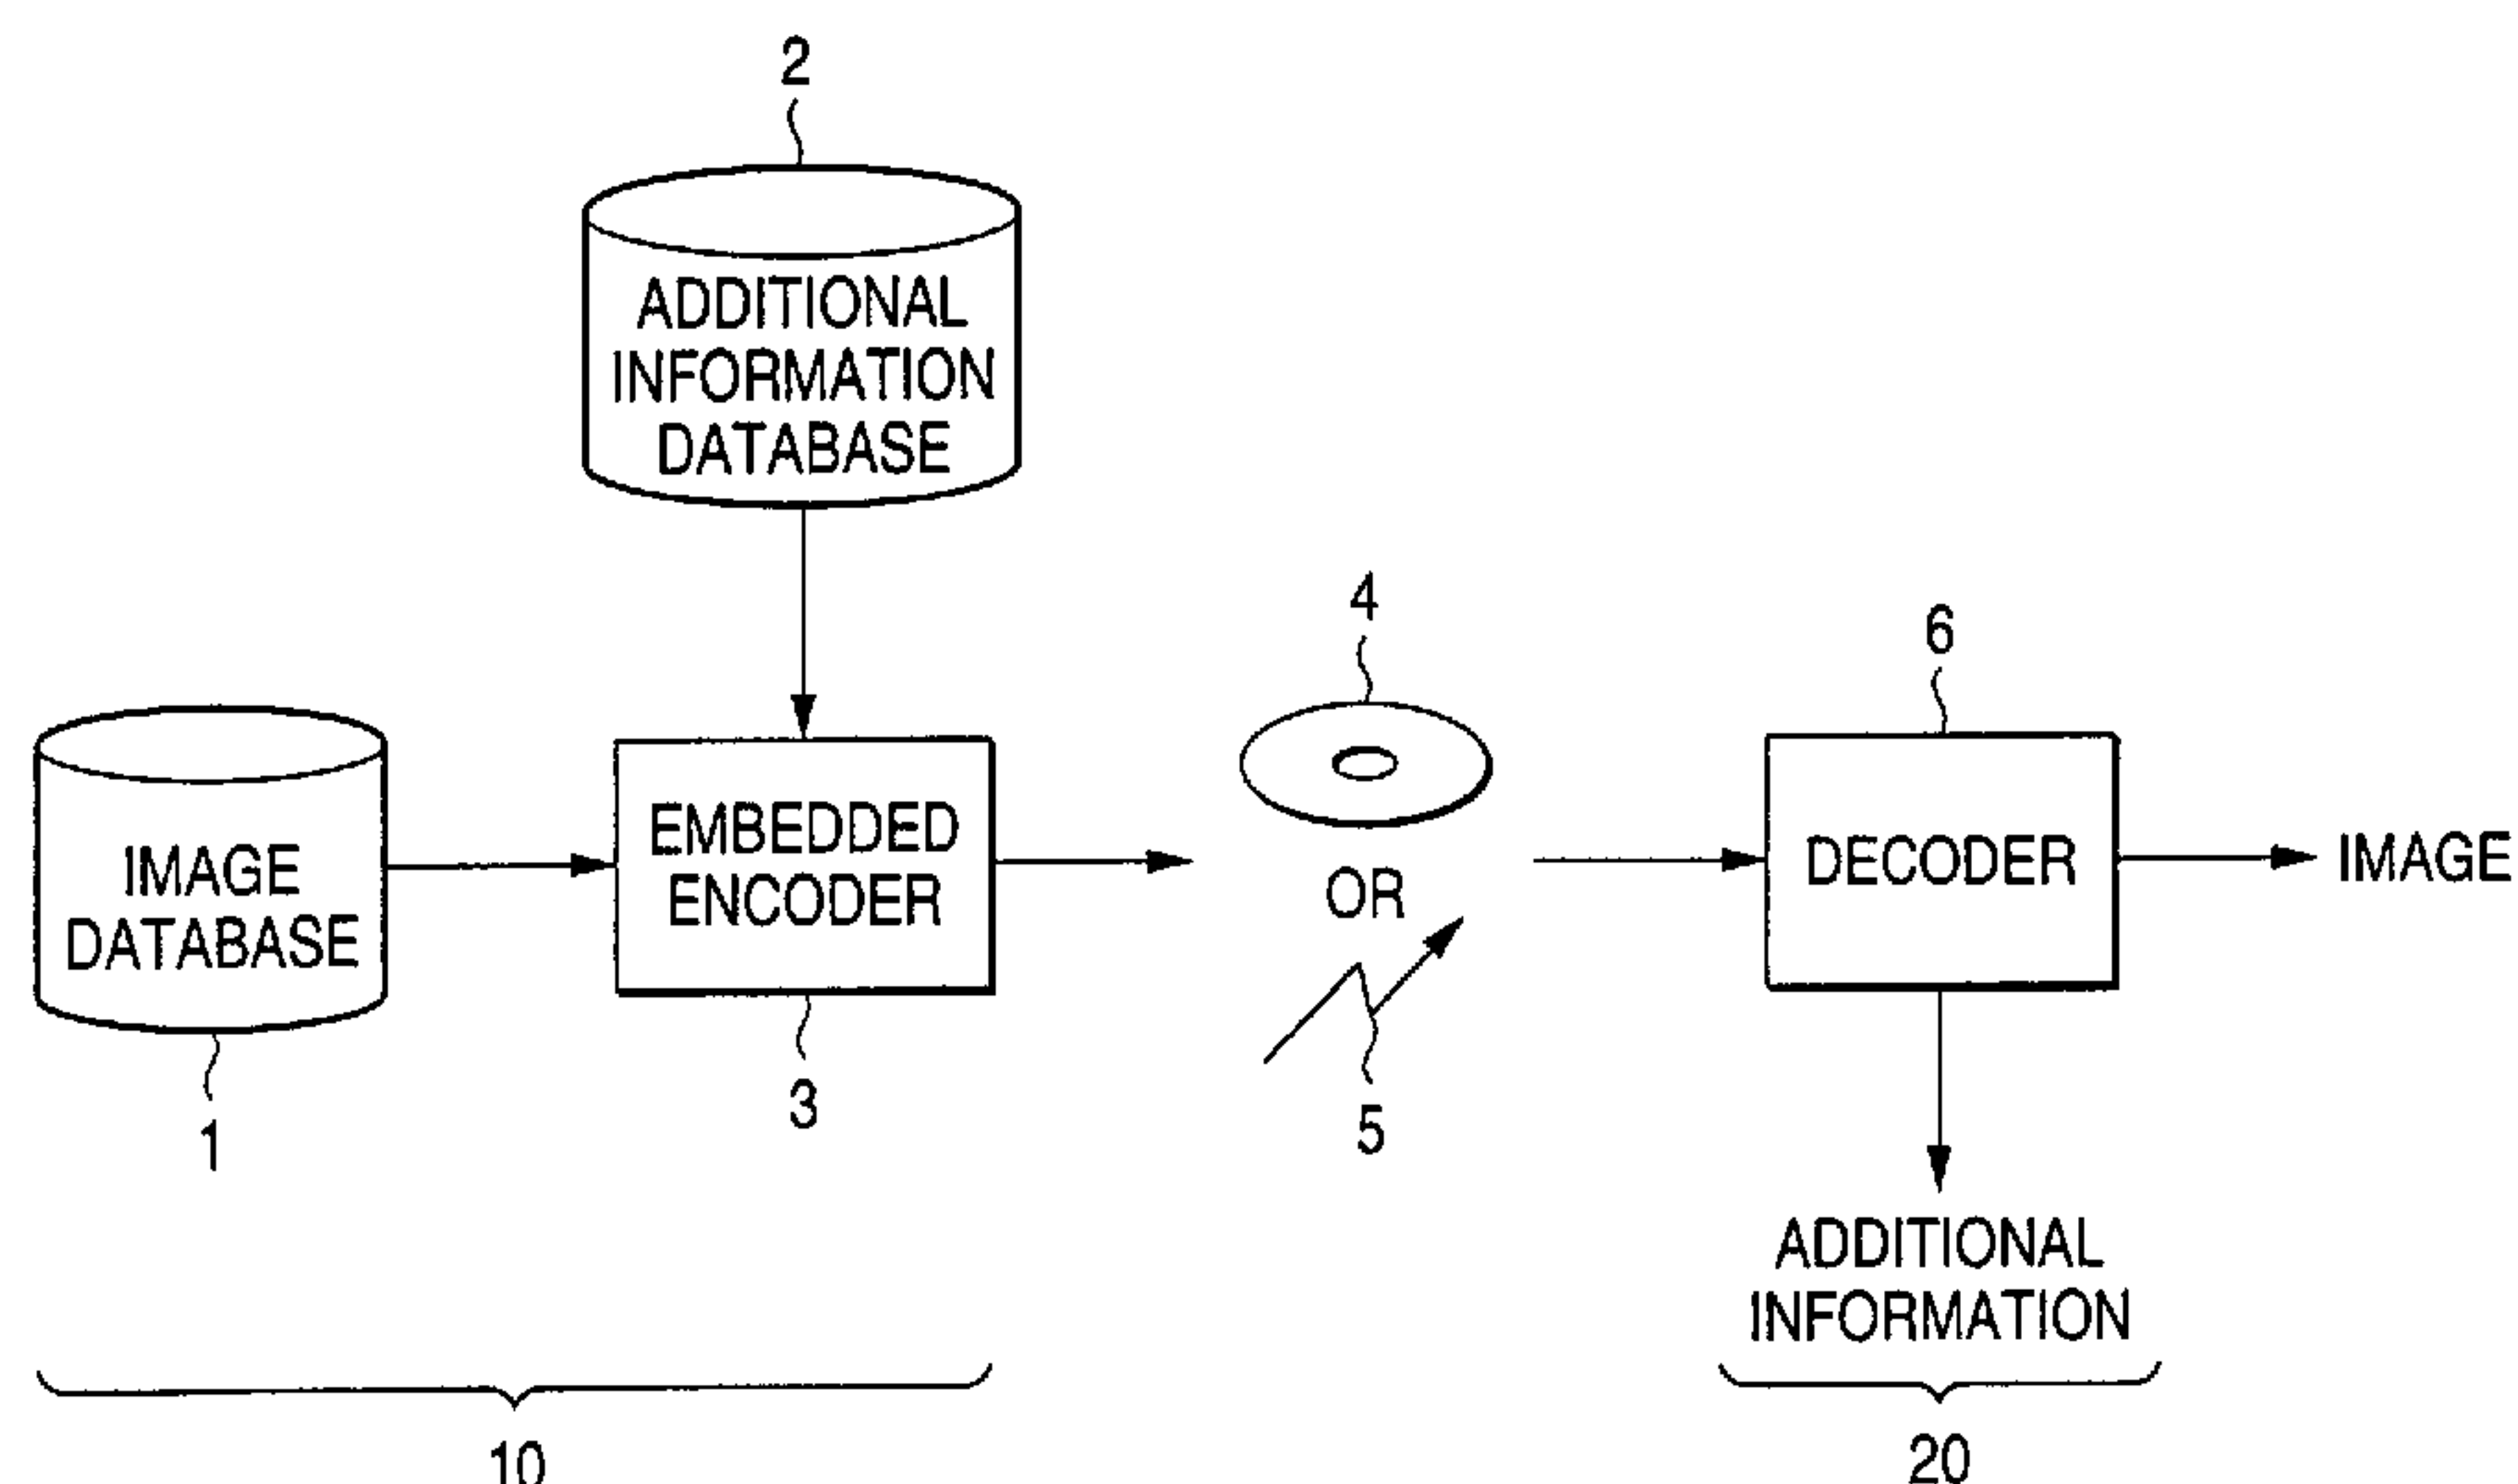 2
ADDITIONAL
INFORMATION
DATABASE
4
6
IMAGE
DATABASE
EMBEDDED
ENCODER
OR
DECODER
IMAGE
1
3
5
ADDITIONAL
INFORMATION
10
20